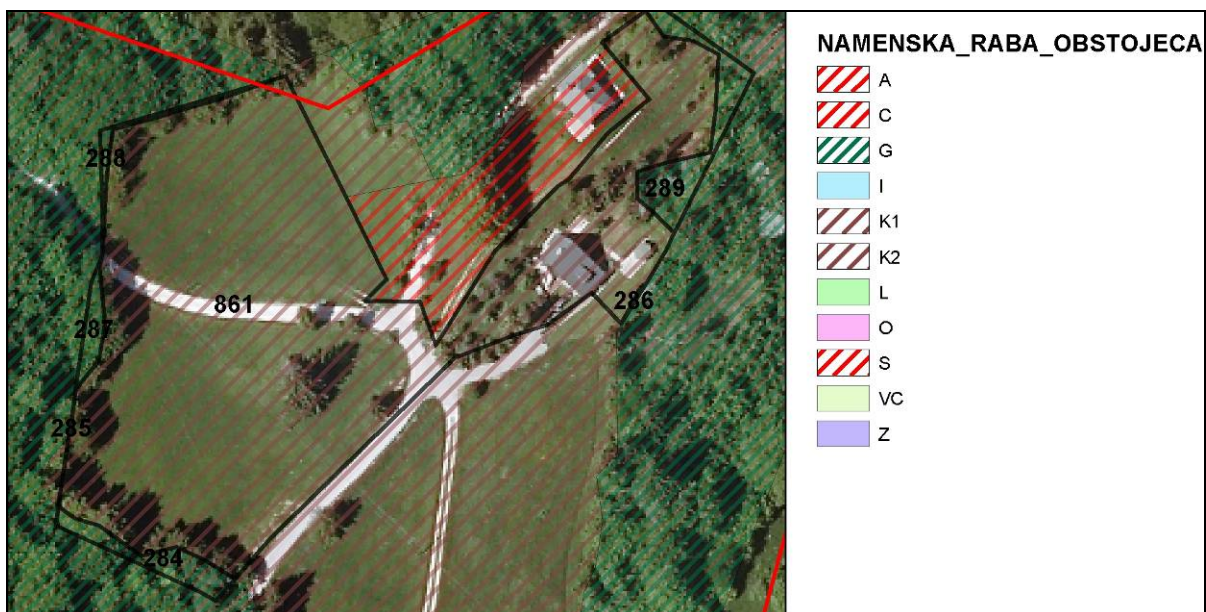 288
289
861
286
287
285
284
NAMENSKA_RABA_OBSTOJECA
A
C
G
I
K1
K2
L
O
S
VC
Z